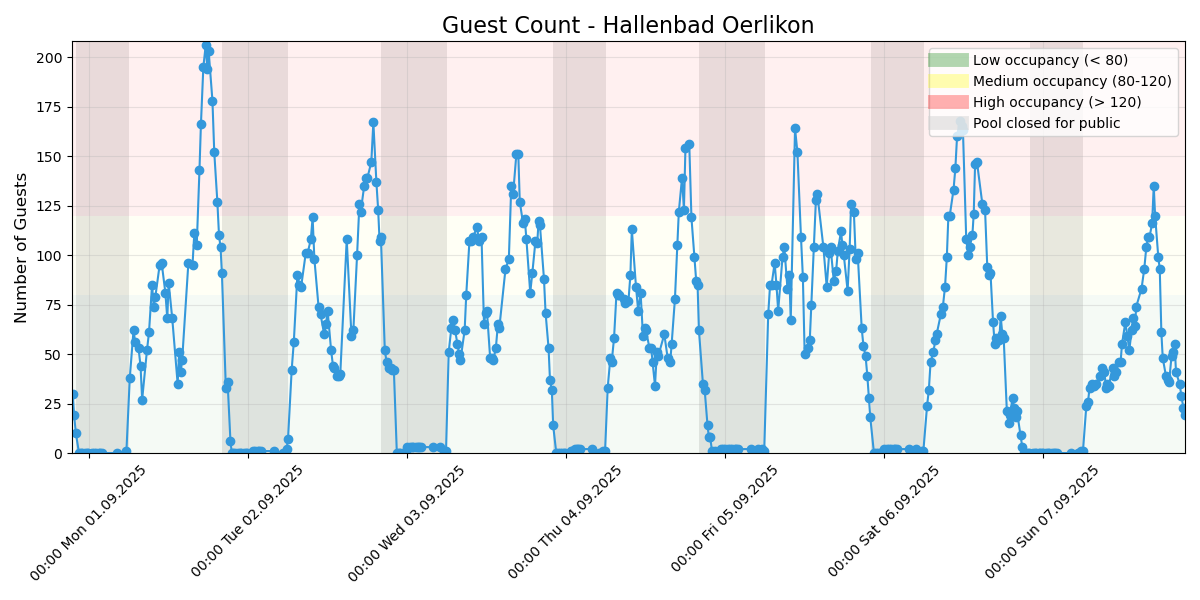 Guest Count - Hallenbad Oerlikon
Number of Guests
200
175
150
125
100
75
50
25
0
Low occupancy (< 80)
Medium occupancy (80-120)
High occupancy (> 120)
Pool closed for public
00:00 Mon 01.09.2025
00:00 Tue 02.09.2025
00:00 Wed 03.09.2025
00:00 Thu 04.09.2025
00:00 Fri 05.09.2025
00:00 Sat 06.09.2025
00:00 Sun 07.09.2025